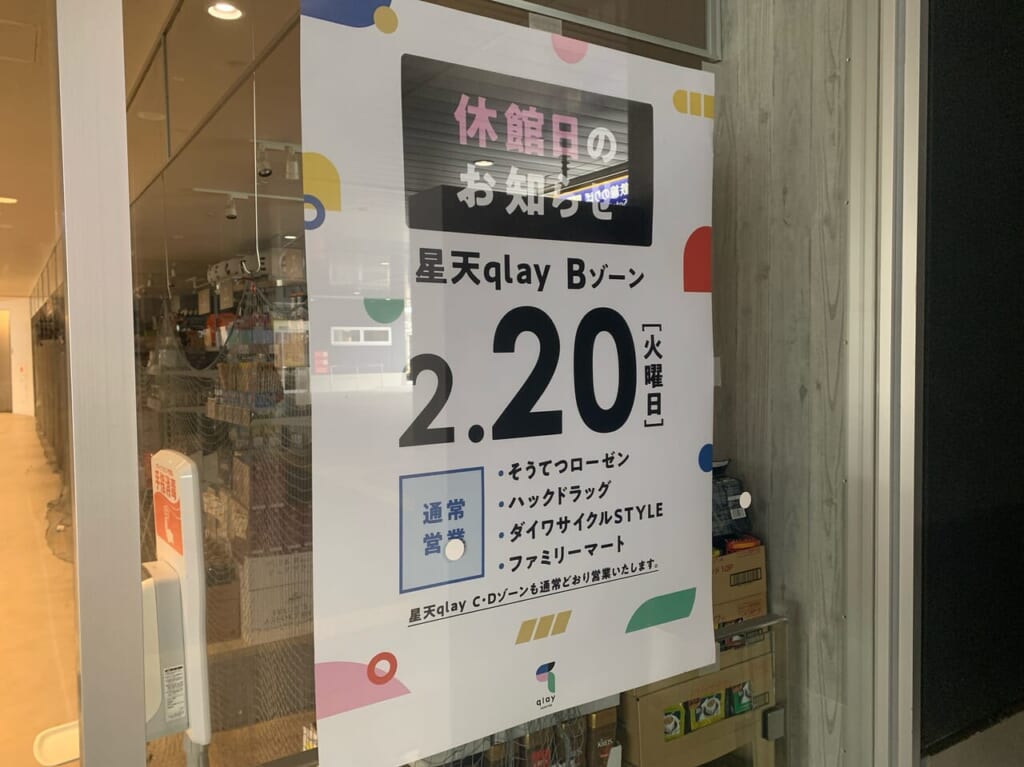 休館日の
お知らせ
星天qlay Bゾーン
2.20
[火曜日]
通常
営業
・そうてつローゼン
・ハックドラッグ
・ダイワサイクルSTYLE
・ファミリーマート
星天qlay C・Dゾーンも通常どおり営業いたします。
qlay
手指消毒